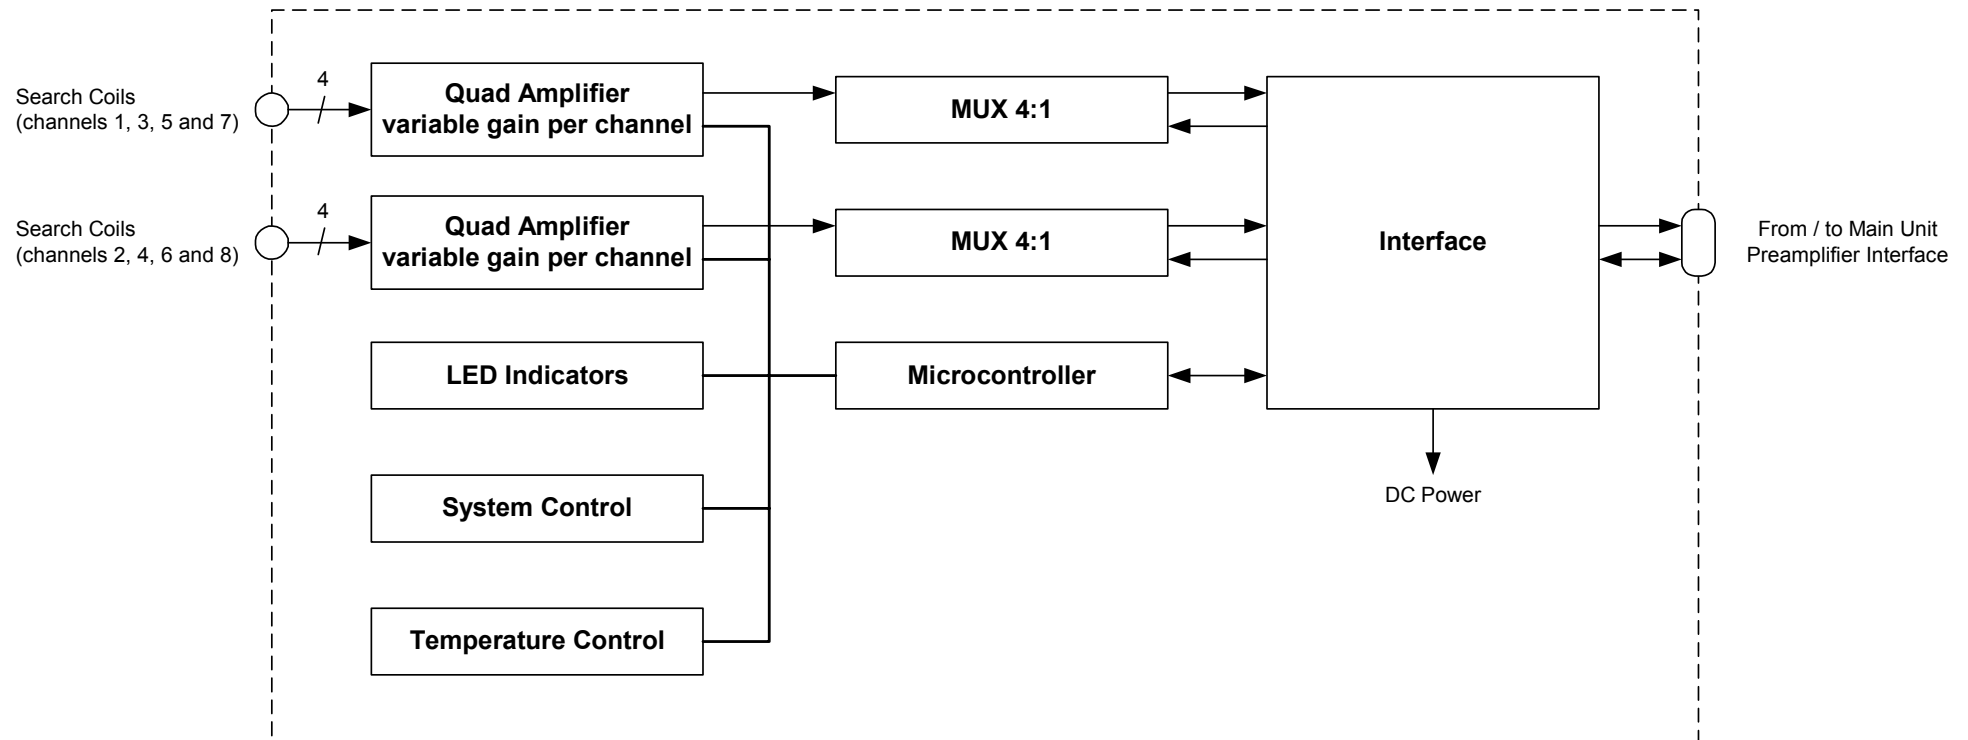 Search Coils
(channels 1, 3, 5 and 7)
4
Quad Amplifier
variable gain per channel
MUX 4:1
Search Coils
(channels 2, 4, 6 and 8)
4
Quad Amplifier
variable gain per channel
MUX 4:1
Interface
From / to Main Unit
Preamplifier Interface
LED Indicators
Microcontroller
DC Power
System Control
Temperature Control